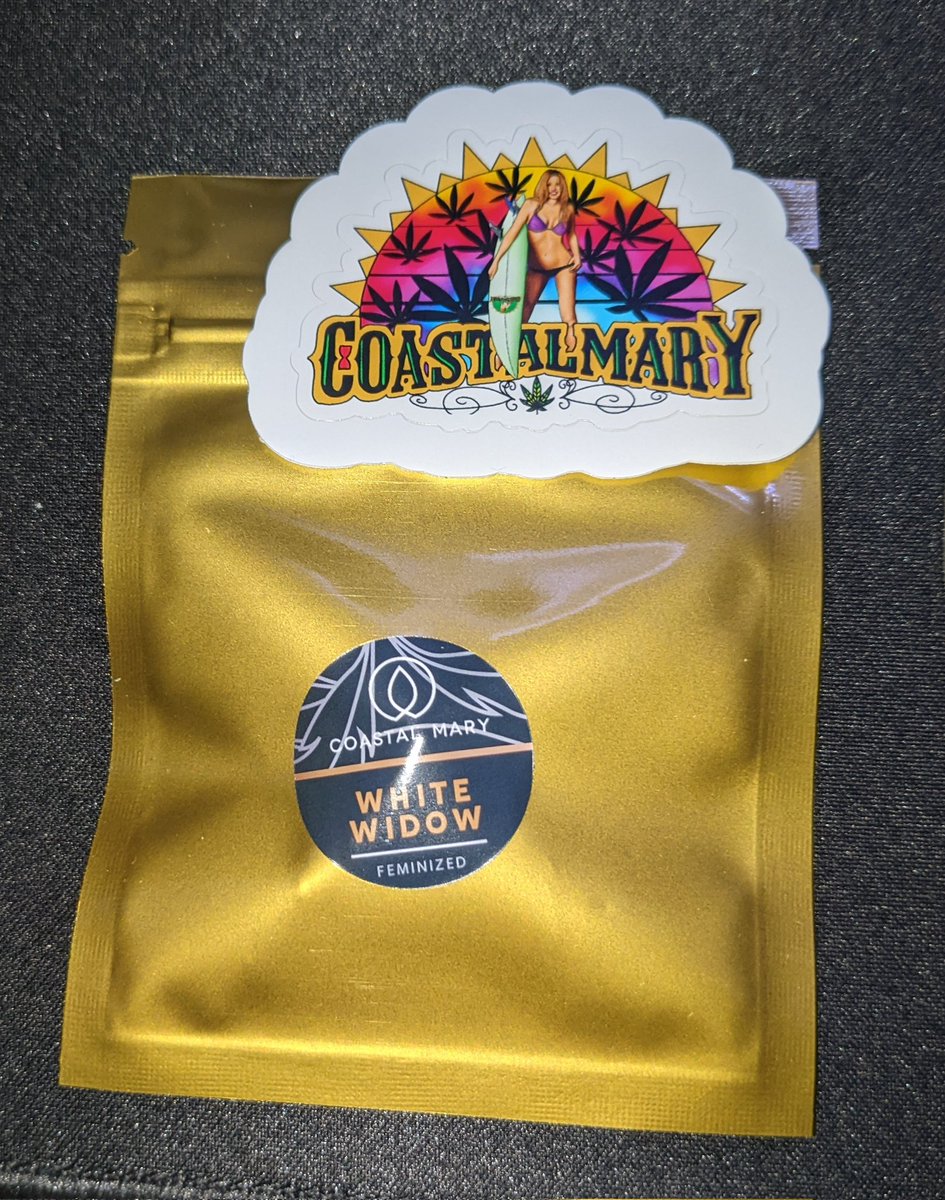 COASTALMARY
COASTAL MARY
WHITE
WIDOW
FEMINIZED